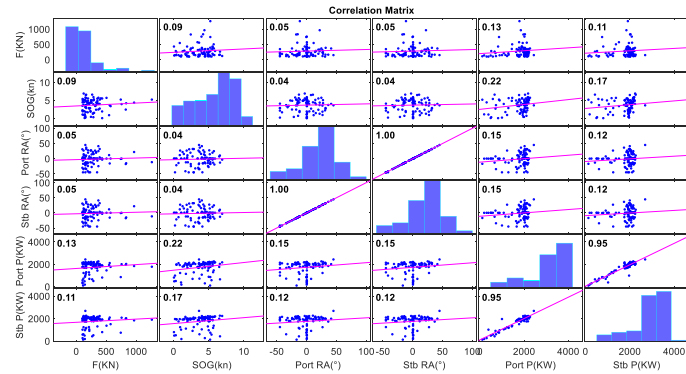 Correlation Matrix
F(KN)
1000
500
0
0.09
0.05
0.05
0.13
0.11
SOG(kn)
10
5
0
0.09
0.04
0.04
0.22
0.17
Port RA(°)
100
50
0
-50
0.05
0.04
1.00
0.15
0.12
Stb RA(°)
100
50
0
-50
0.05
0.04
1.00
0.15
0.12
Port P(KW)
4000
2000
0
0.13
0.22
0.15
0.15
0.95
Stb P(KW)
4000
2000
0
0.11
0.17
0.12
0.12
0.95
0 500 1000
0 5 10
-50 0 50 100
-50 0 50 100
0 2000 4000
0 2000 4000
F(KN)
SOG(kn)
Port RA(°)
Stb RA(°)
Port P(KW)
Stb P(KW)